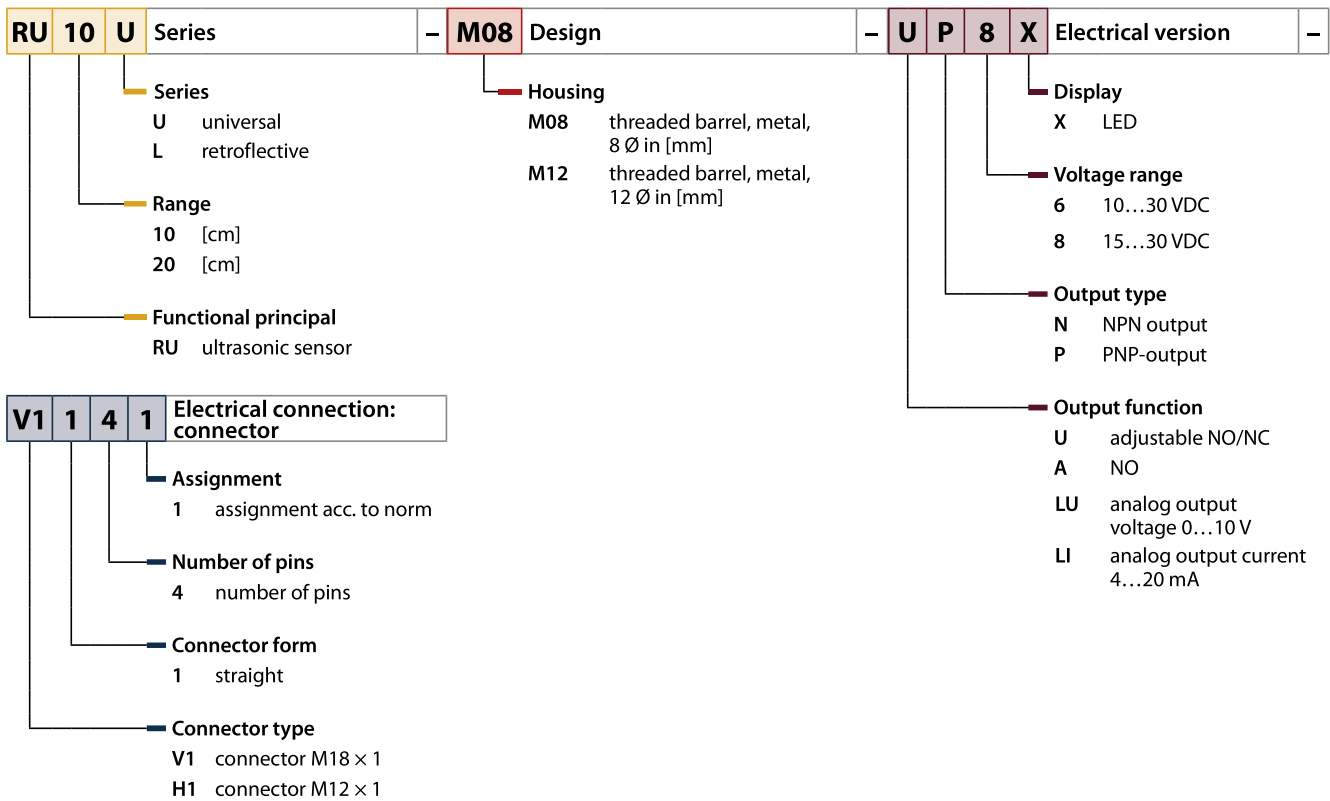 RU 10 U Series – M08 Design – U P 8 X Electrical version –
Series
U universal
L retroflective
Range
10 [cm]
20 [cm]
Functional principal
RU ultrasonic sensor
Housing
M08 threaded barrel, metal,
8 Ø in [mm]
M12 threaded barrel, metal,
12 Ø in [mm]
Display
X LED
Voltage range
6 10…30 VDC
8 15…30 VDC
Output type
N NPN output
P PNP-output
Output function
U adjustable NO/NC
A NO
LU analog output
voltage 0…10 V
LI analog output current
4…20 mA
V1 1 4 1 Electrical connection:
connector
Assignment
1 assignment acc. to norm
Number of pins
4 number of pins
Connector form
1 straight
Connector type
V1 connector M18 × 1
H1 connector M12 × 1